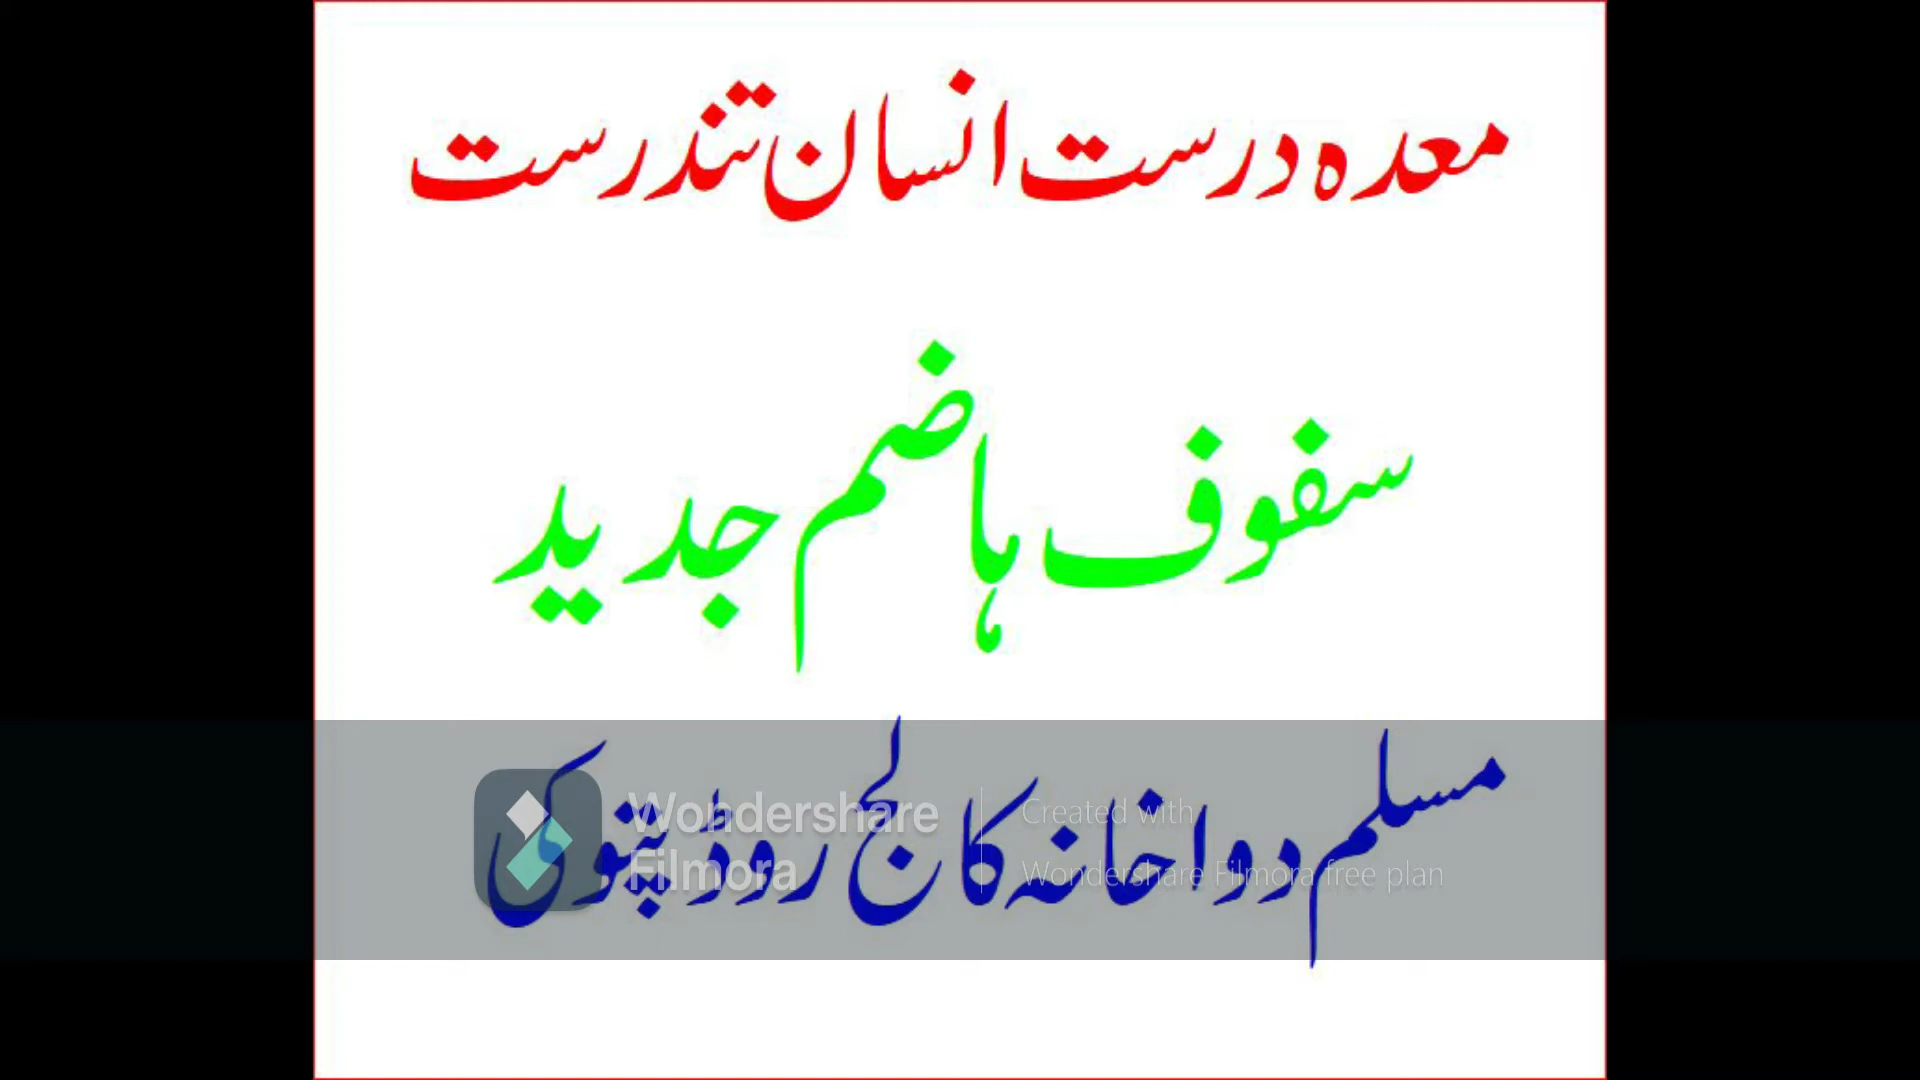 معدہ درست انسان تندرست
سفوف ہاضم جدید
مسلم دواخانہ کالج روڈ پتوکی
Wondershare
Filmora
Created with
Wondershare Filmora free plan